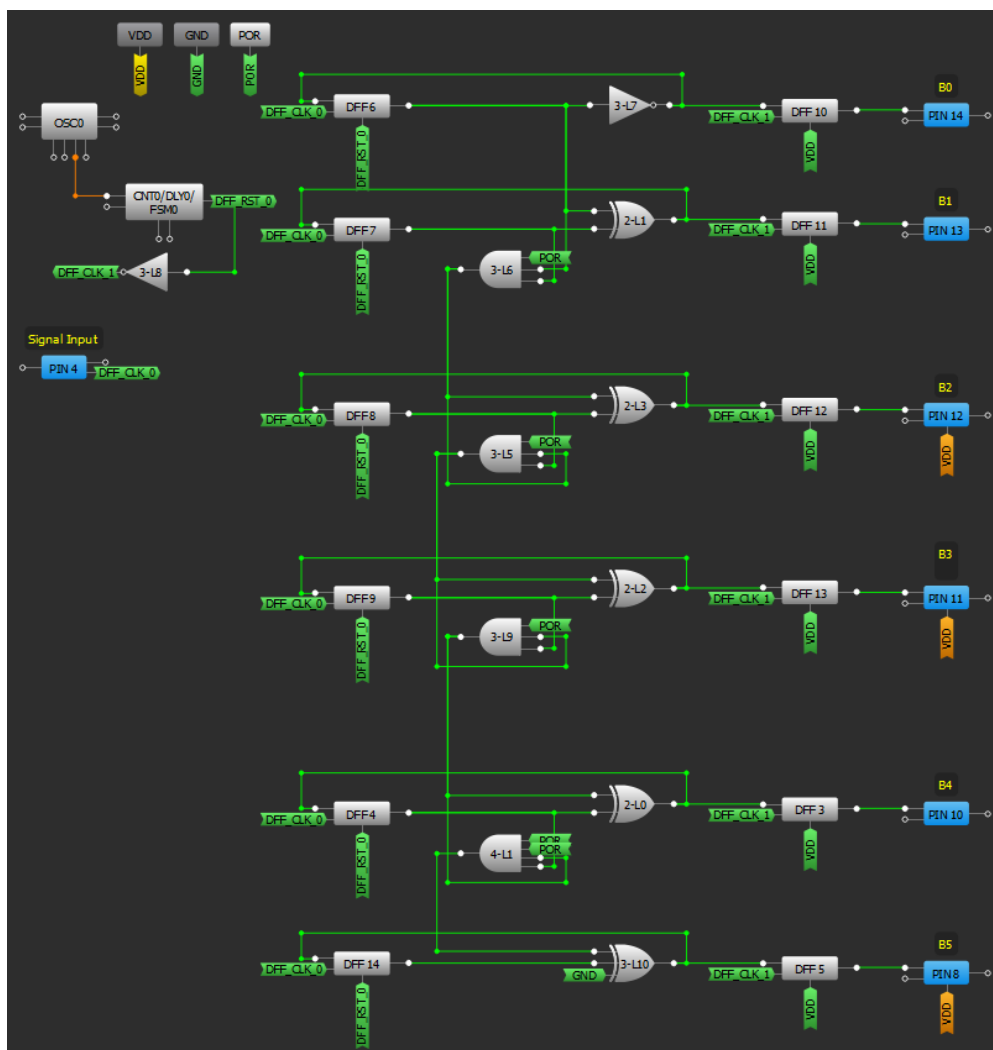 VDD
GND
POR
VDD
GND
POR
OSC0
CNT0/DLY0/
FSM0
DFF_RST_0
3-L8
DFF_CLK_1
Signal Input
PIN 4
DFF_CLK_0
DFF_CLK_0
DFF6
DFF_RST_0
3-L7
DFF_CLK_1
DFF 10
VDD
B0
PIN 14
DFF_CLK_0
DFF7
DFF_RST_0
2-L1
3-L6
POR
DFF_CLK_1
DFF 11
VDD
B1
PIN 13
DFF_CLK_0
DFF8
DFF_RST_0
2-L3
3-L5
POR
DFF_CLK_1
DFF 12
VDD
B2
PIN 12
VDD
DFF_CLK_0
DFF9
DFF_RST_0
2-L2
3-L9
POR
DFF_CLK_1
DFF 13
VDD
B3
PIN 11
VDD
DFF_CLK_0
DFF4
DFF_RST_0
2-L0
4-L1
POR
POR
DFF_CLK_1
DFF 3
VDD
B4
PIN 10
DFF_CLK_0
DFF 14
DFF_RST_0
3-L10
GND
DFF_CLK_1
DFF 5
VDD
B5
PIN 8
VDD